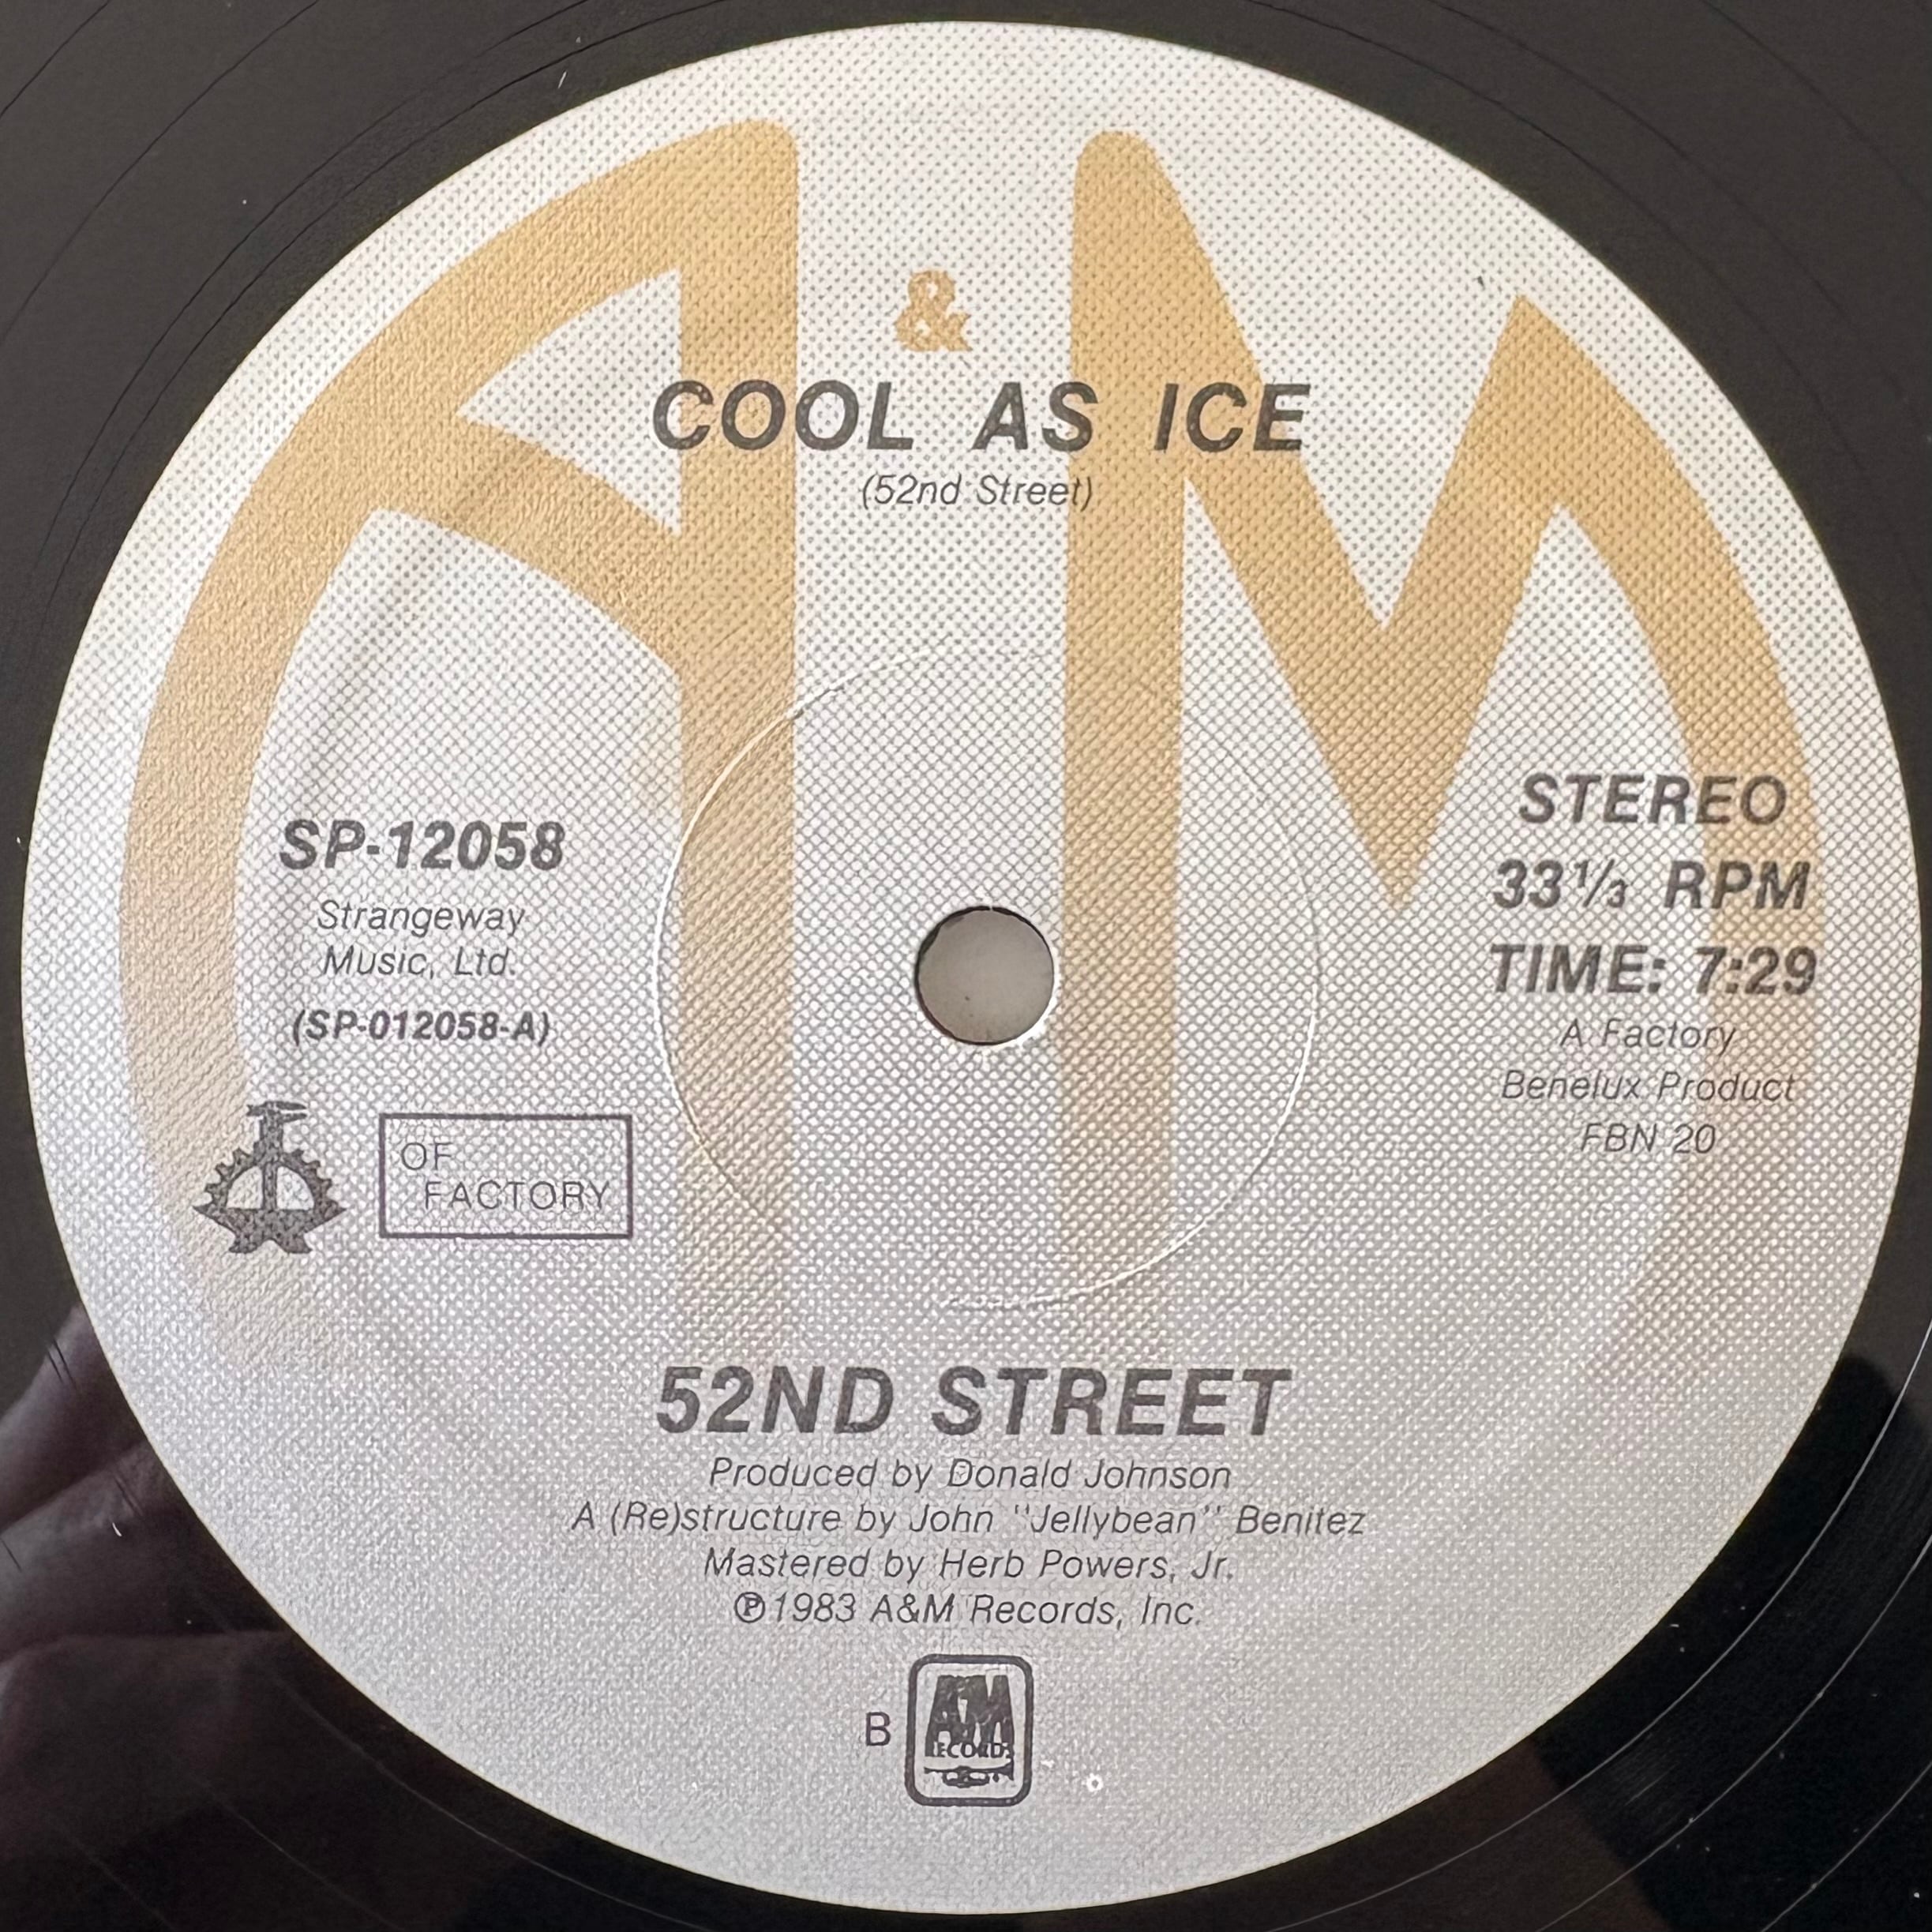 A & M
COOL AS ICE
(52nd Street)
SP-12058
Strangeway
Music, Ltd.
(SP-012058-A)
OF
FACTORY
STEREO
33⅓ RPM
TIME: 7:29
A Factory
Benelux Product
FBN 20
52ND STREET
Produced by Donald Johnson
A (Re)structure by John "Jellybean" Benitez
Mastered by Herb Powers, Jr.
℗1983 A&M Records, Inc.
B
A&M
RECORDS